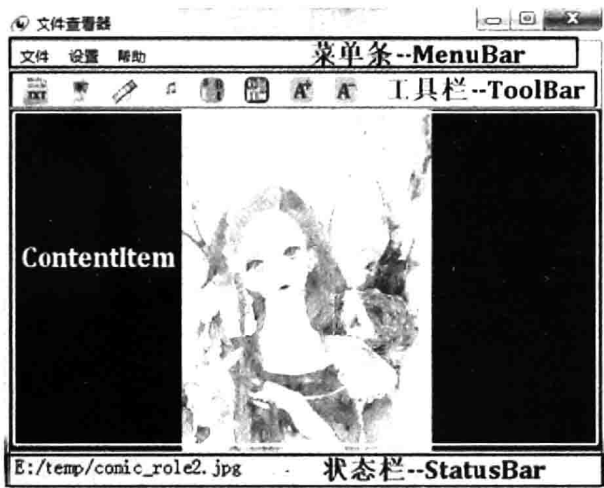 文件查看器
文件 设置 帮助 菜单条--MenuBar
TXT A+ A- 工具栏--ToolBar
ContentItem
E:/temp/comic_role2.jpg 状态栏--StatusBar